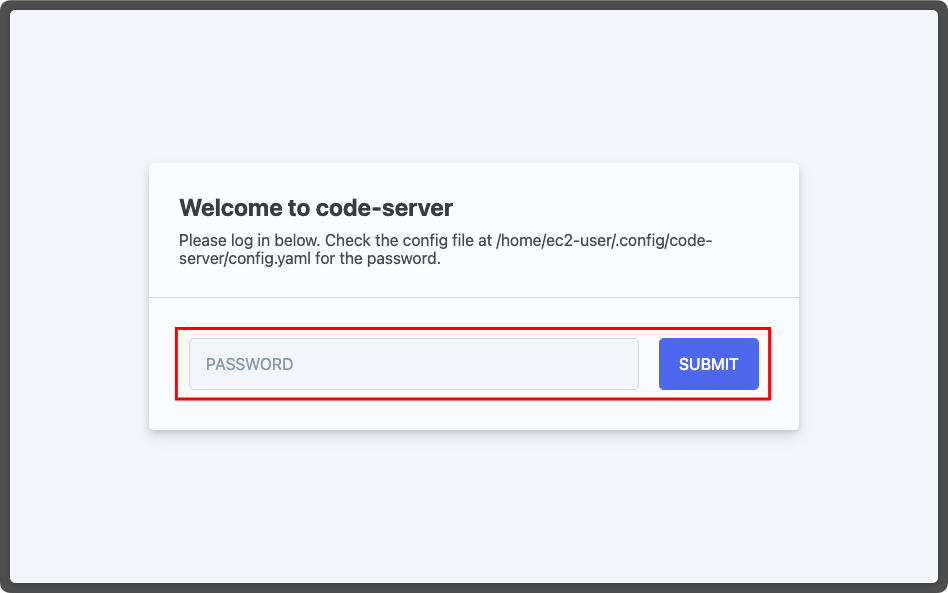 Welcome to code-server
Please log in below. Check the config file at /home/ec2-user/.config/code-
server/config.yaml for the password.
PASSWORD
SUBMIT